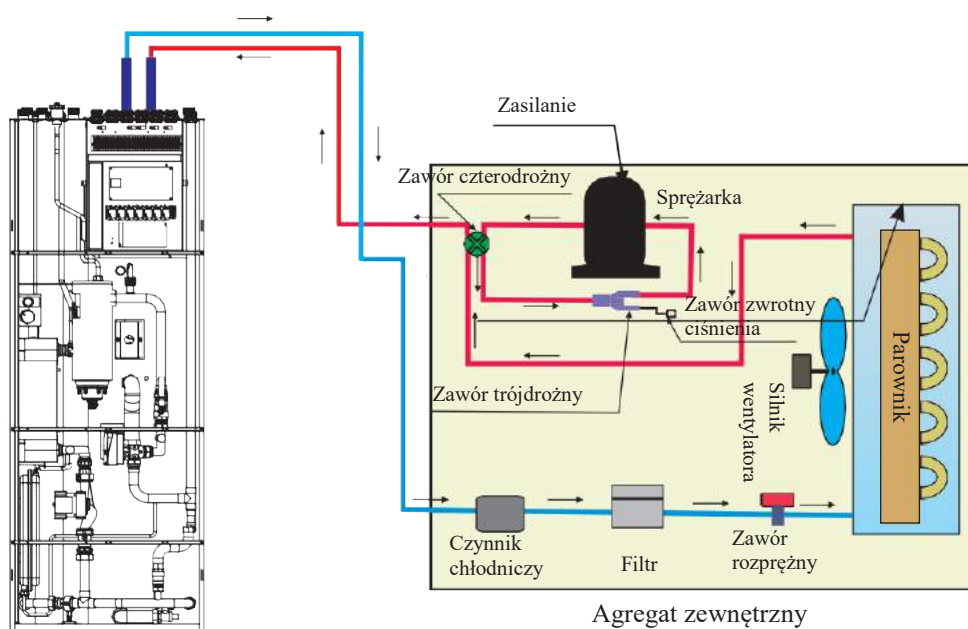 Zasilanie
Zawór czterodrożny
Sprężarka
Zawór zwrotny
ciśnienia
Zawór trójdrożny
Silnik
wentylatora
Parownik
Czynnik
chłodniczy
Filtr
Zawór
rozprężny
Agregat zewnętrzny